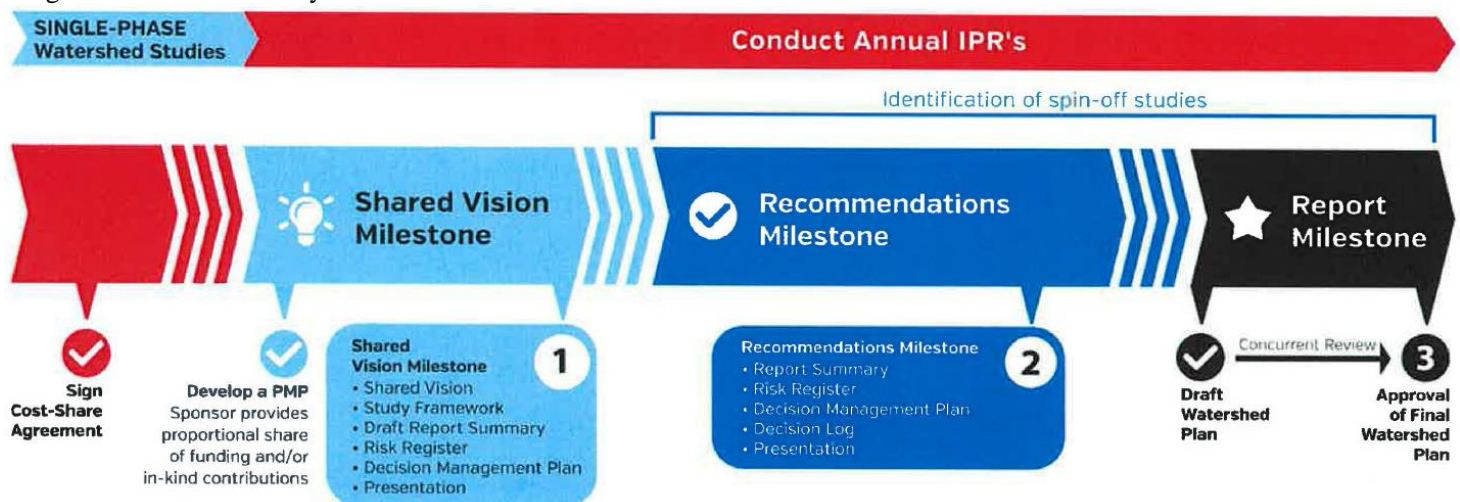 SINGLE-PHASE
Watershed Studies
Conduct Annual IPR's
Identification of spin-off studies
Shared Vision
Milestone
Recommendations
Milestone
Report
Milestone
Sign
Cost-Share
Agreement
Develop a PMP
Sponsor provides
proportional share
of funding and/or
in-kind contributions
Shared
Vision Milestone
• Shared Vision
• Study Framework
• Draft Report Summary
• Risk Register
• Decision Management Plan
• Presentation
1
Recommendations Milestone
• Report Summary
• Risk Register
• Decision Management Plan
• Decision Log
• Presentation
2
Draft
Watershed
Plan
Concurrent Review
3
Approval
of Final
Watershed
Plan